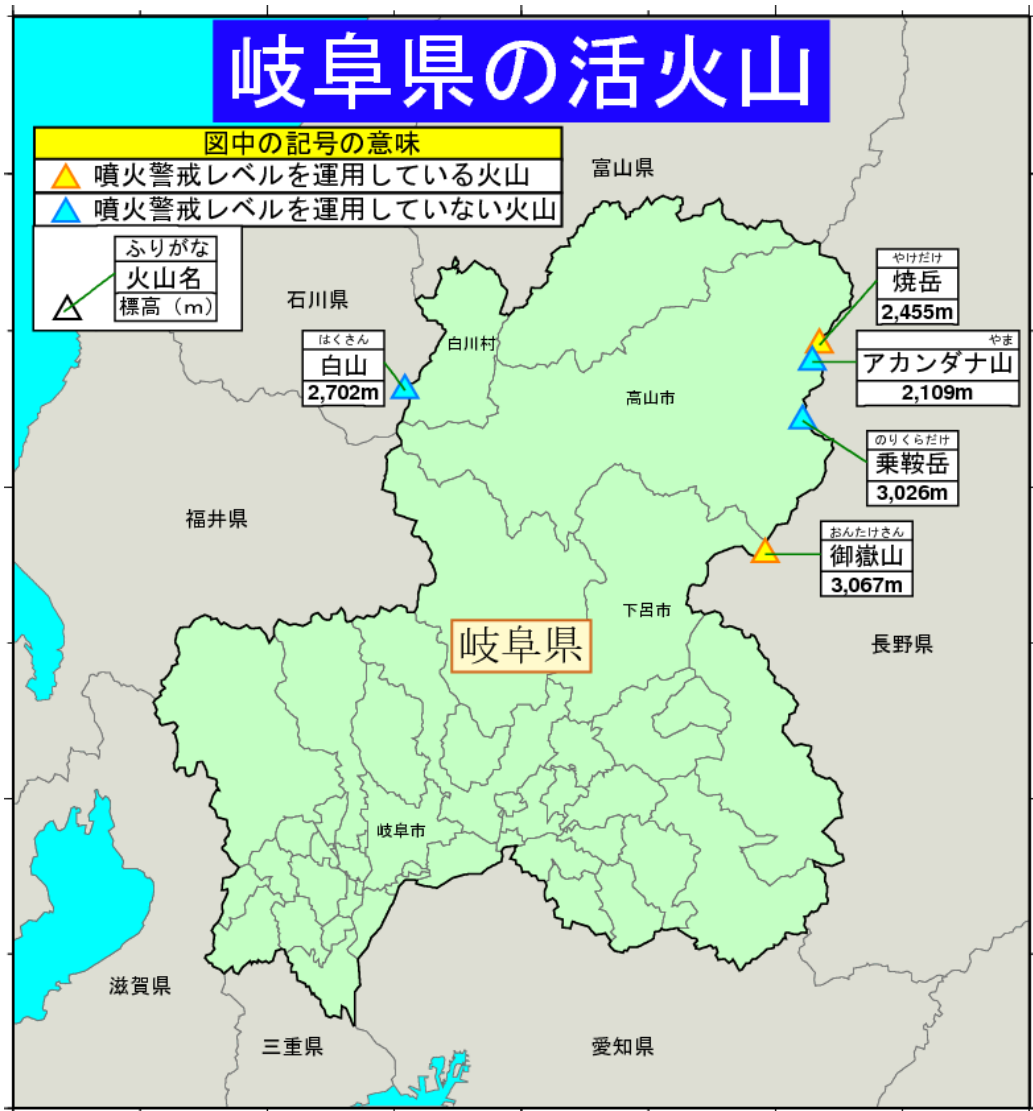 岐阜県の活火山
図中の記号の意味
噴火警戒レベルを運用している火山
噴火警戒レベルを運用していない火山
ふりがな
火山名
標高（ｍ）
富山県
石川県
白川村
はくさん
白山
2,702m
高山市
やけだけ
焼岳
2,455m
やま
アカンダナ山
2,109m
のりくらだけ
乗鞍岳
3,026m
おんたけさん
御嶽山
3,067m
福井県
下呂市
岐阜県
長野県
岐阜市
滋賀県
三重県
愛知県